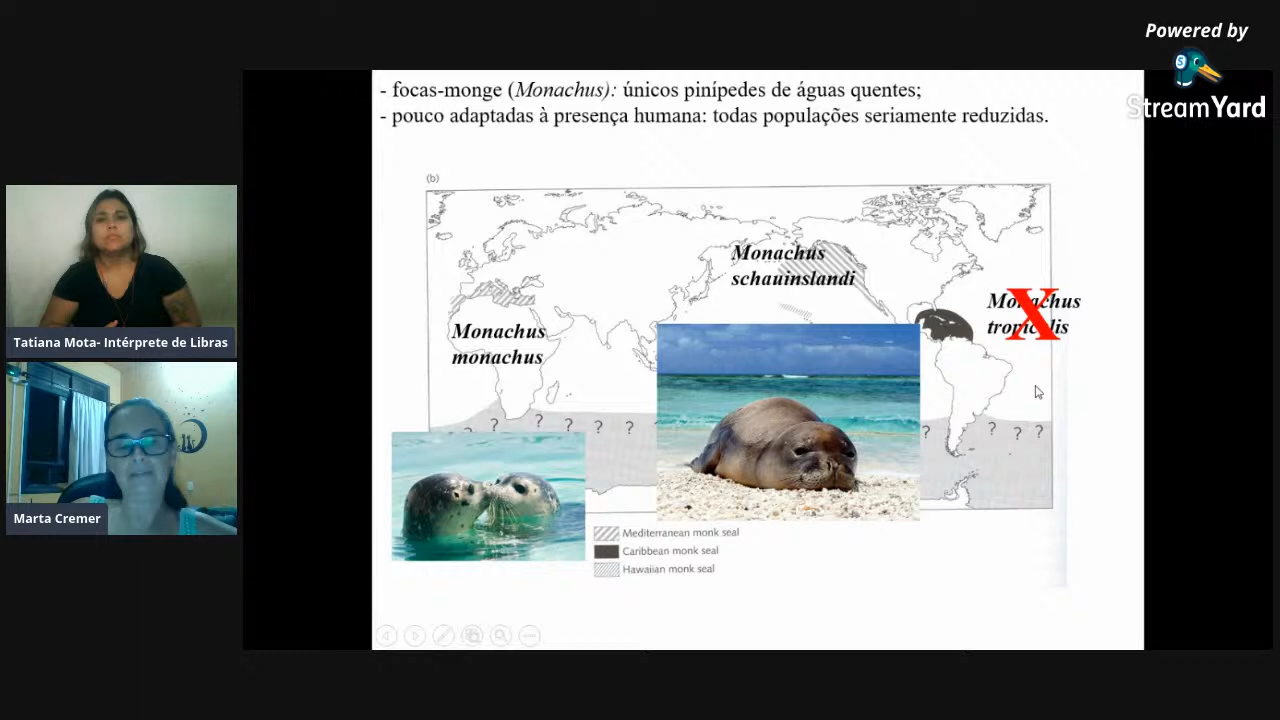 Powered by
StreamYard
- focas-monge (Monachus): únicos pinípedes de águas quentes;
- pouco adaptadas à presença humana: todas populações seriamente reduzidas.
(b)
Monachus
schauinslandi
Monachus
tropicalis
X
Monachus
monachus
? ? ? ? ? ? ? ? ?
Mediterranean monk seal
Caribbean monk seal
Hawaiian monk seal
Tatiana Mota- Intérprete de Libras
Marta Cremer